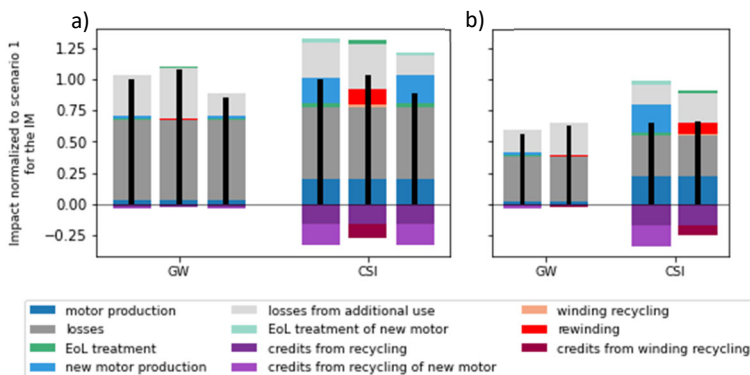 a)
b)
Impact normalized to scenario 1
for the IM
1.25
1.00
0.75
0.50
0.25
0.00
−0.25
GW
CSI
GW
CSI
motor production
losses
EoL treatment
new motor production
losses from additional use
EoL treatment of new motor
credits from recycling
credits from recycling of new motor
winding recycling
rewinding
credits from winding recycling